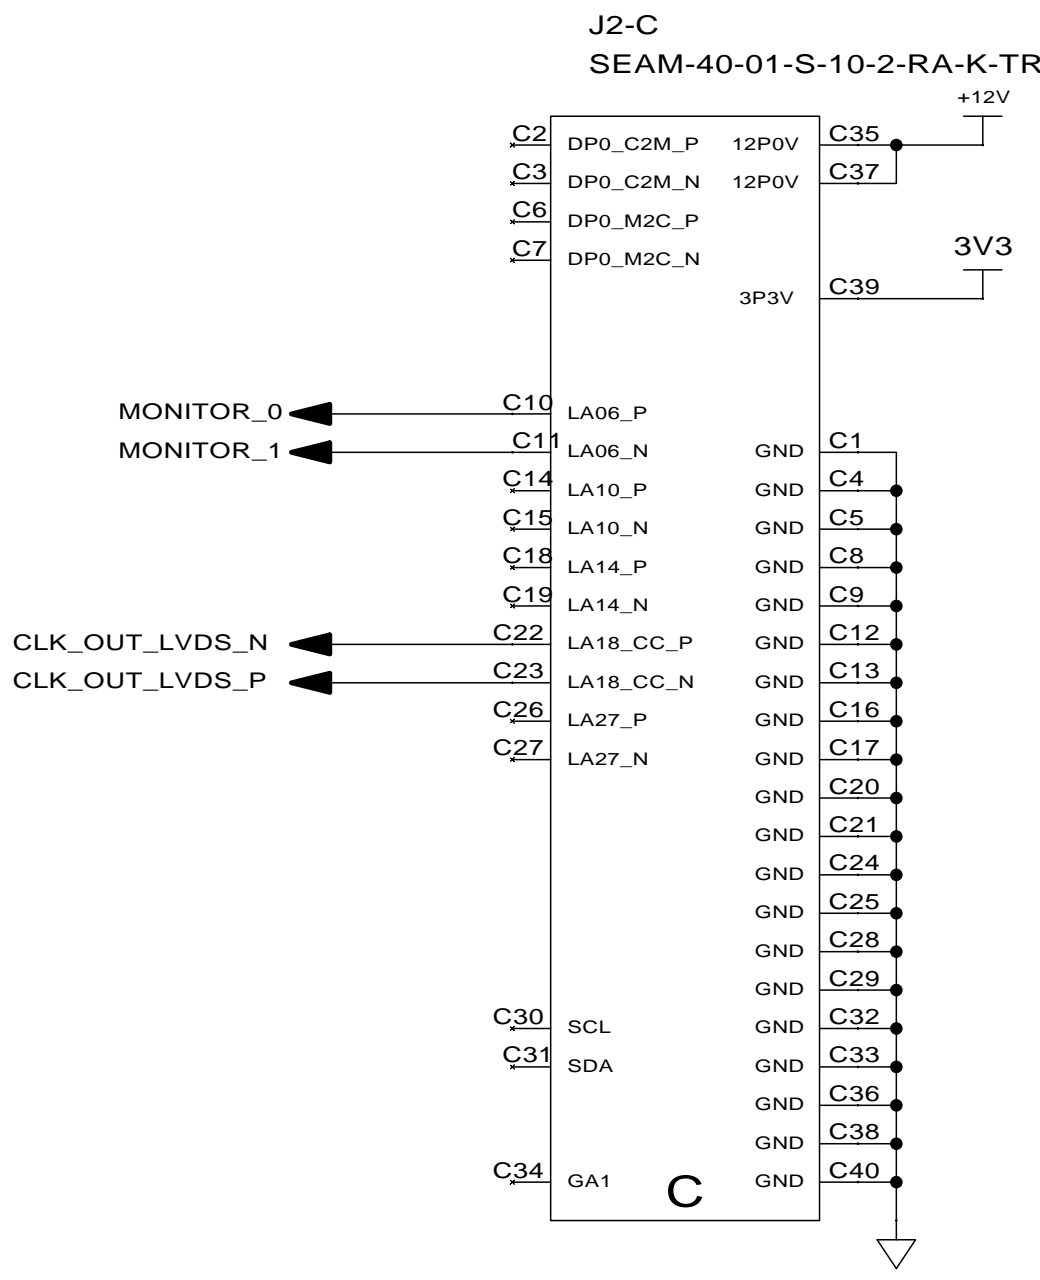 J2-C
SEAM-40-01-S-10-2-RA-K-TR
+12V
C2 DP0_C2M_P 12P0V C35
C3 DP0_C2M_N 12P0V C37
C6 DP0_M2C_P
C7 DP0_M2C_N
3V3
3P3V C39
MONITOR_0 C10 LA06_P
MONITOR_1 C11 LA06_N GND C1
C14 LA10_P GND C4
C15 LA10_N GND C5
C18 LA14_P GND C8
C19 LA14_N GND C9
CLK_OUT_LVDS_N C22 LA18_CC_P GND C12
CLK_OUT_LVDS_P C23 LA18_CC_N GND C13
C26 LA27_P GND C16
C27 LA27_N GND C17
GND C20
GND C21
GND C24
GND C25
GND C28
GND C29
C30 SCL GND C32
C31 SDA GND C33
GND C36
GND C38
C34 GA1 GND C40
C